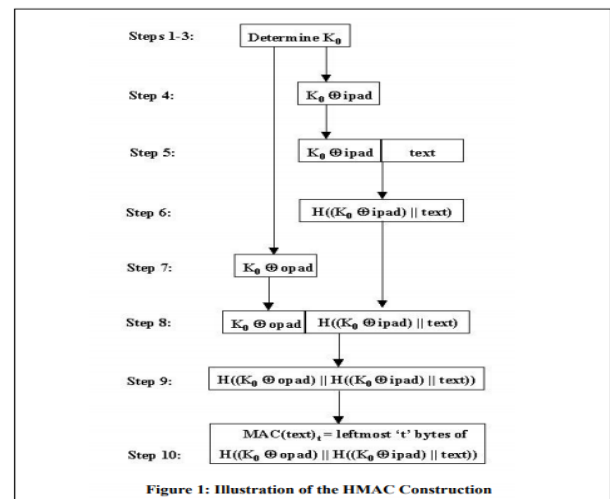 Steps 1-3: Determine K₀
Step 4: K₀ ⊕ ipad
Step 5: K₀ ⊕ ipad text
Step 6: H((K₀ ⊕ ipad) || text)
Step 7: K₀ ⊕ opad
Step 8: K₀ ⊕ opad H((K₀ ⊕ ipad) || text)
Step 9: H((K₀ ⊕ opad) || H((K₀ ⊕ ipad) || text))
MAC(text)ₜ = leftmost ‘t’ bytes of
Step 10: H((K₀ ⊕ opad) || H((K₀ ⊕ ipad) || text))
Figure 1: Illustration of the HMAC Construction